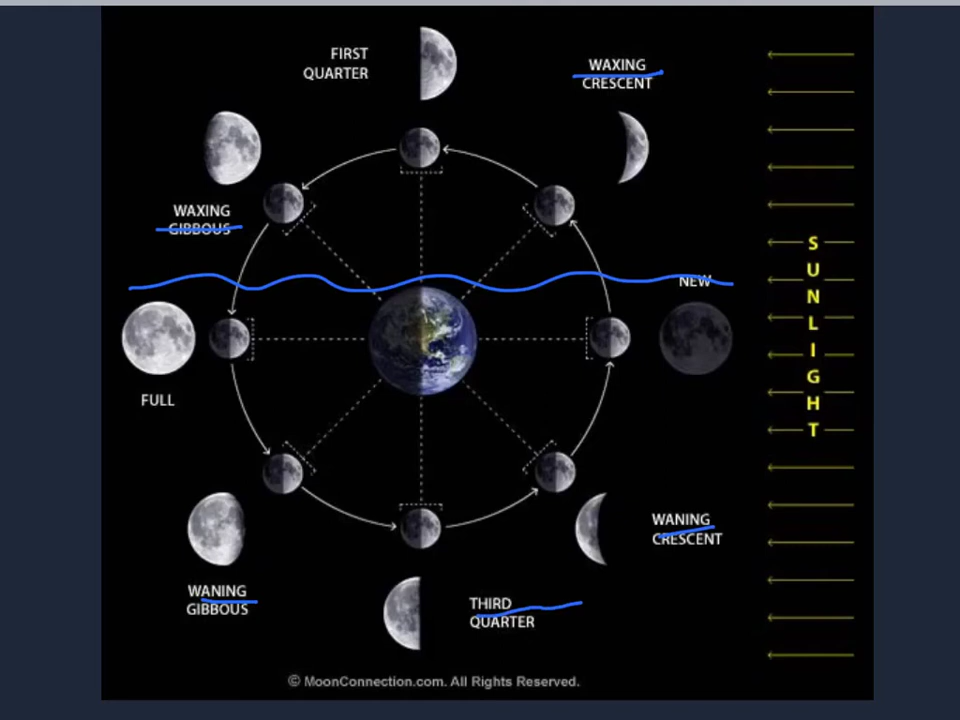 FIRST
QUARTER
WAXING
CRESCENT
WAXING
GIBBOUS
NEW
SUNLIGHT
FULL
WANING
CRESCENT
WANING
GIBBOUS
THIRD
QUARTER
© MoonConnection.com. All Rights Reserved.